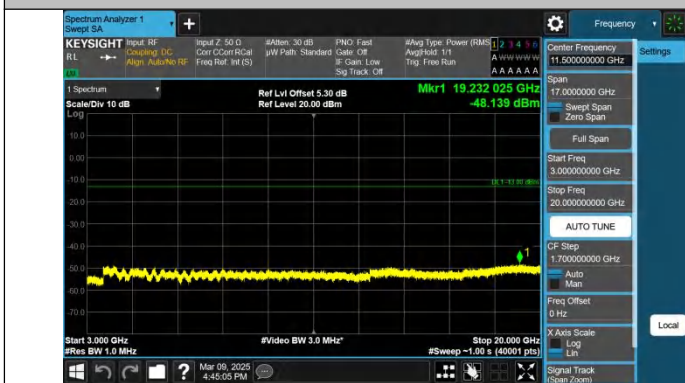 Spectrum Analyzer 1
Swept SA
Frequency
KEYSIGHT
RL
Input: RF
Coupling: DC
Align: Auto/No RF
Input Z: 50 Ω
Corr CCorr RCal
Freq Ref: Int (S)
#Atten: 30 dB
µW Path: Standard
PNO: Fast
Gate: Off
IF Gain: Low
Sig Track: Off
#Avg Type: Power (RMS
Avg|Hold: 1/1
Trig: Free Run
1 2 3 4 5 6
A W W W W W
A A A A A A
1 Spectrum
Scale/Div 10 dB
Log
Ref Lvl Offset 5.30 dB
Ref Level 20.00 dBm
Mkr1 19.232 025 GHz
-48.139 dBm
10.0
0.00
-10.0
-20.0
-30.0
-40.0
-50.0
-60.0
-70.0
DL1 -13.00 dBm
1
Start 3.000 GHz
#Res BW 1.0 MHz
#Video BW 3.0 MHz*
Stop 20.000 GHz
#Sweep ~1.00 s (40001 pts)
Mar 09, 2025
4:45:05 PM
Center Frequency
11.500000000 GHz
Span
17.0000000 GHz
Swept Span
Zero Span
Full Span
Start Freq
3.000000000 GHz
Stop Freq
20.000000000 GHz
AUTO TUNE
CF Step
1.700000000 GHz
Auto
Man
Freq Offset
0 Hz
X Axis Scale
Log
Lin
Signal Track
(Span Zoom)
Settings
Local